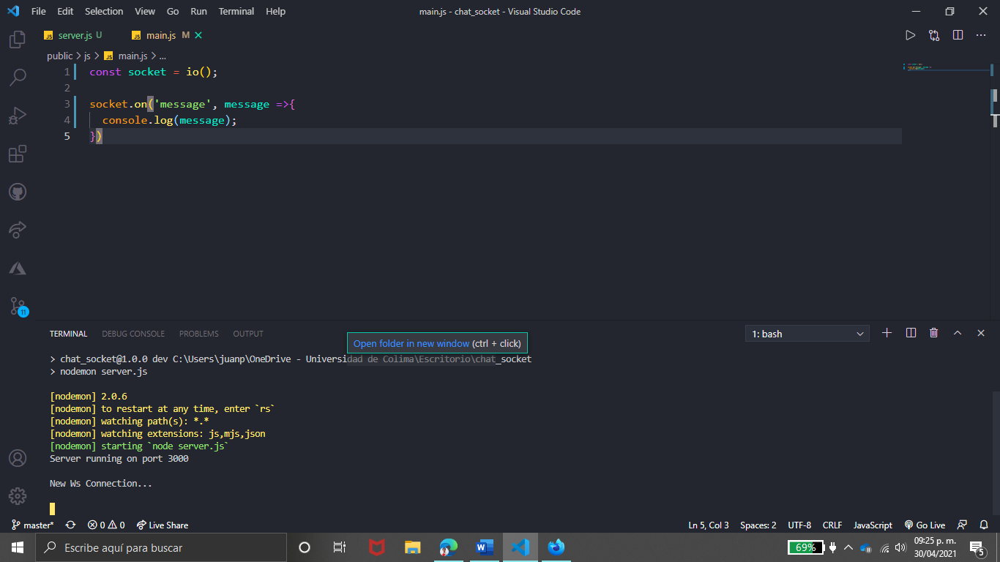 File Edit Selection View Go Run Terminal Help main.js - chat_socket - Visual Studio Code
JS server.js U JS main.js M
public > js > JS main.js > ...
1 const socket = io();
2
3 socket.on('message', message =>{
4 console.log(message);
5 })
11
TERMINAL DEBUG CONSOLE PROBLEMS OUTPUT 1: bash
Open folder in new window (ctrl + click)
> chat_socket@1.0.0 dev C:\Users\juanp\OneDrive - Universidad de Colima\Escritorio\chat_socket
> nodemon server.js
[nodemon] 2.0.6
[nodemon] to restart at any time, enter `rs`
[nodemon] watching path(s): *.*
[nodemon] watching extensions: js,mjs,json
[nodemon] starting `node server.js`
Server running on port 3000
New Ws Connection...
master* 0 0 Live Share Ln 5, Col 3 Spaces: 2 UTF-8 CRLF JavaScript Go Live
Escribe aquí para buscar
69%
09:25 p. m.
30/04/2021
5